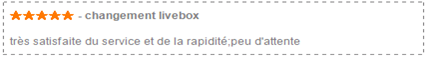 - changement livebox
très satisfaite du service et de la rapidité;peu d'attente